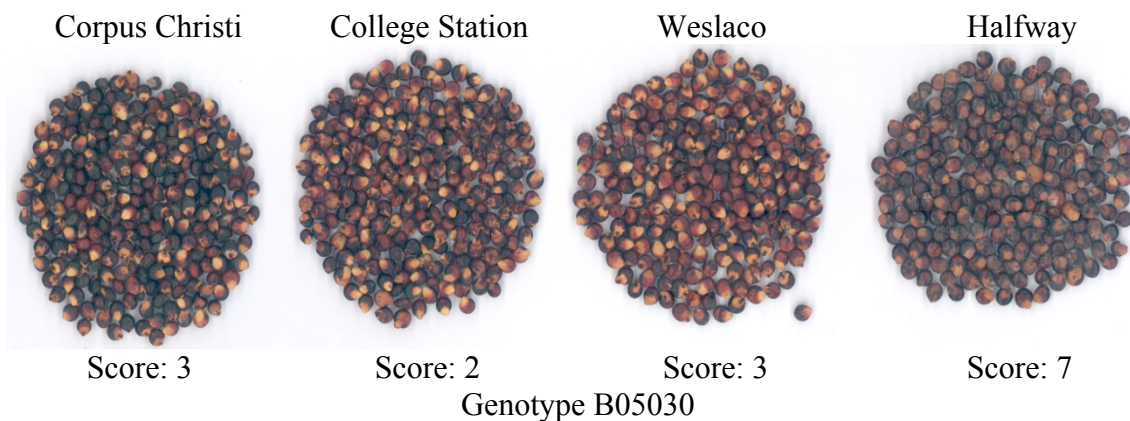 Corpus Christi College Station Weslaco Halfway
Score: 3 Score: 2 Score: 3 Score: 7
Genotype B05030